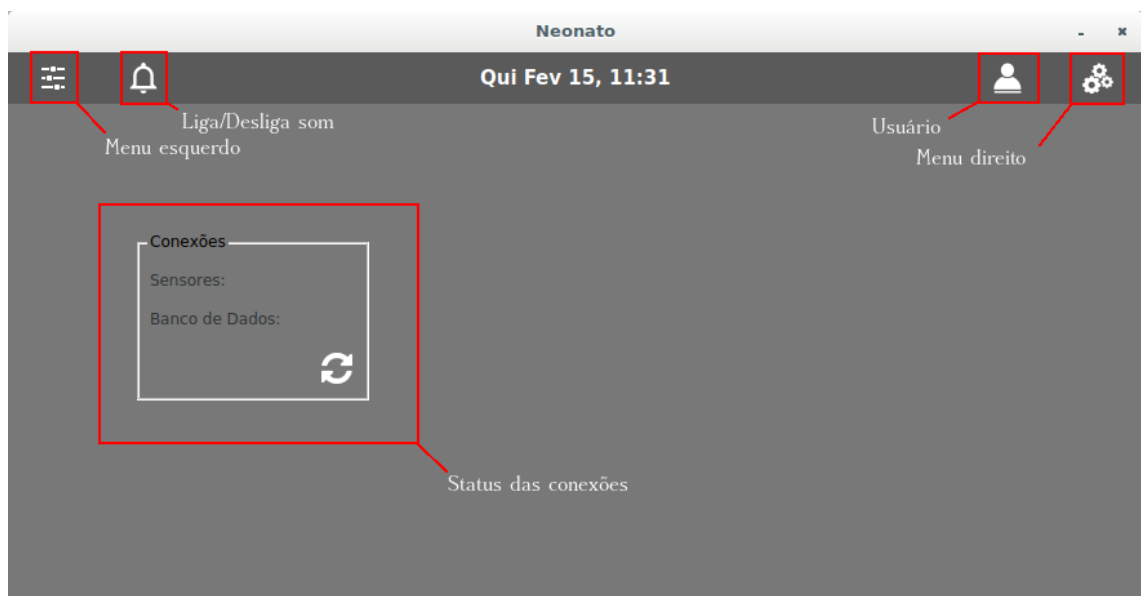 Neonato
Qui Fev 15, 11:31
Liga/Desliga som
Menu esquerdo
Usuário
Menu direito
Conexões
Sensores:
Banco de Dados:
Status das conexões